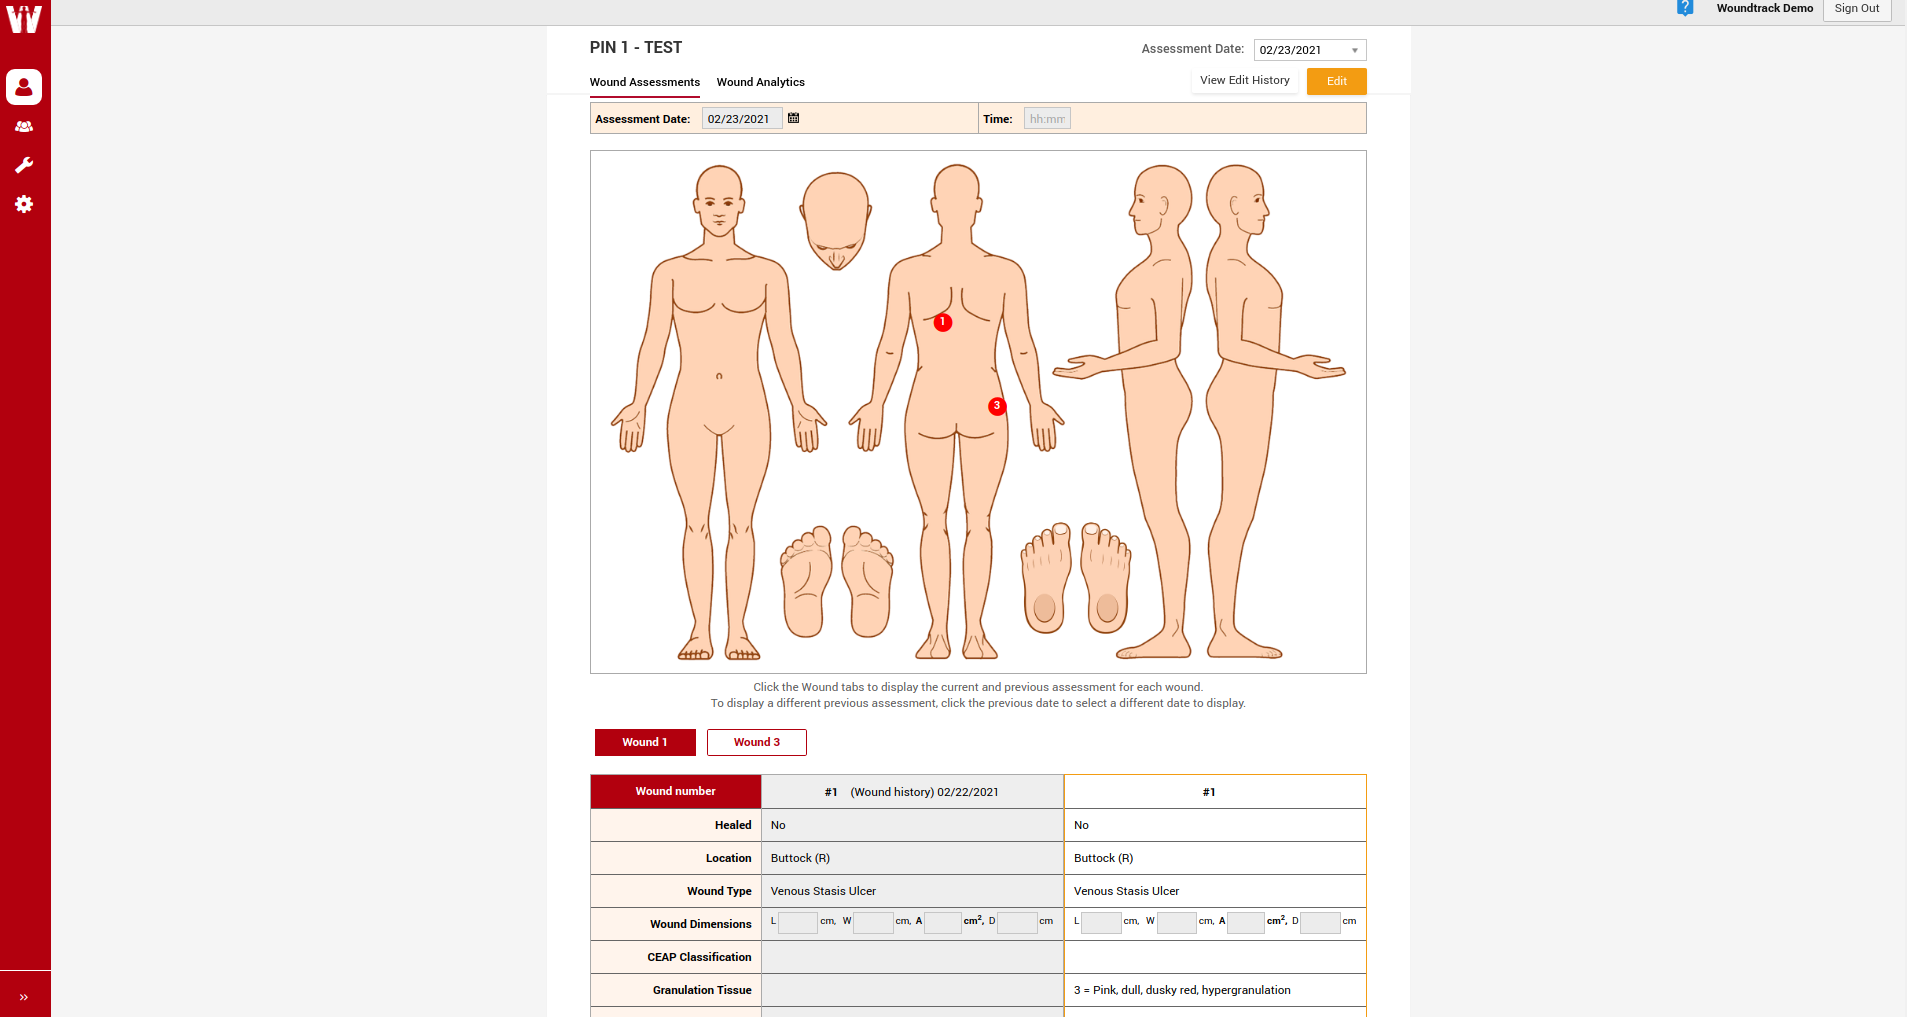 W
?
Woundtrack Demo
Sign Out
PIN 1 - TEST
Assessment Date: 02/23/2021
Wound Assessments Wound Analytics
View Edit History
Edit
Assessment Date: 02/23/2021
Time: hh:mm
1
3
Click the Wound tabs to display the current and previous assessment for each wound.
To display a different previous assessment, click the previous date to select a different date to display.
Wound 1 Wound 3
Wound number #1 (Wound history) 02/22/2021 #1
Healed No No
Location Buttock (R) Buttock (R)
Wound Type Venous Stasis Ulcer Venous Stasis Ulcer
Wound Dimensions L cm, W cm, A cm², D cm L cm, W cm, A cm², D cm
CEAP Classification
Granulation Tissue 3 = Pink, dull, dusky red, hypergranulation
»